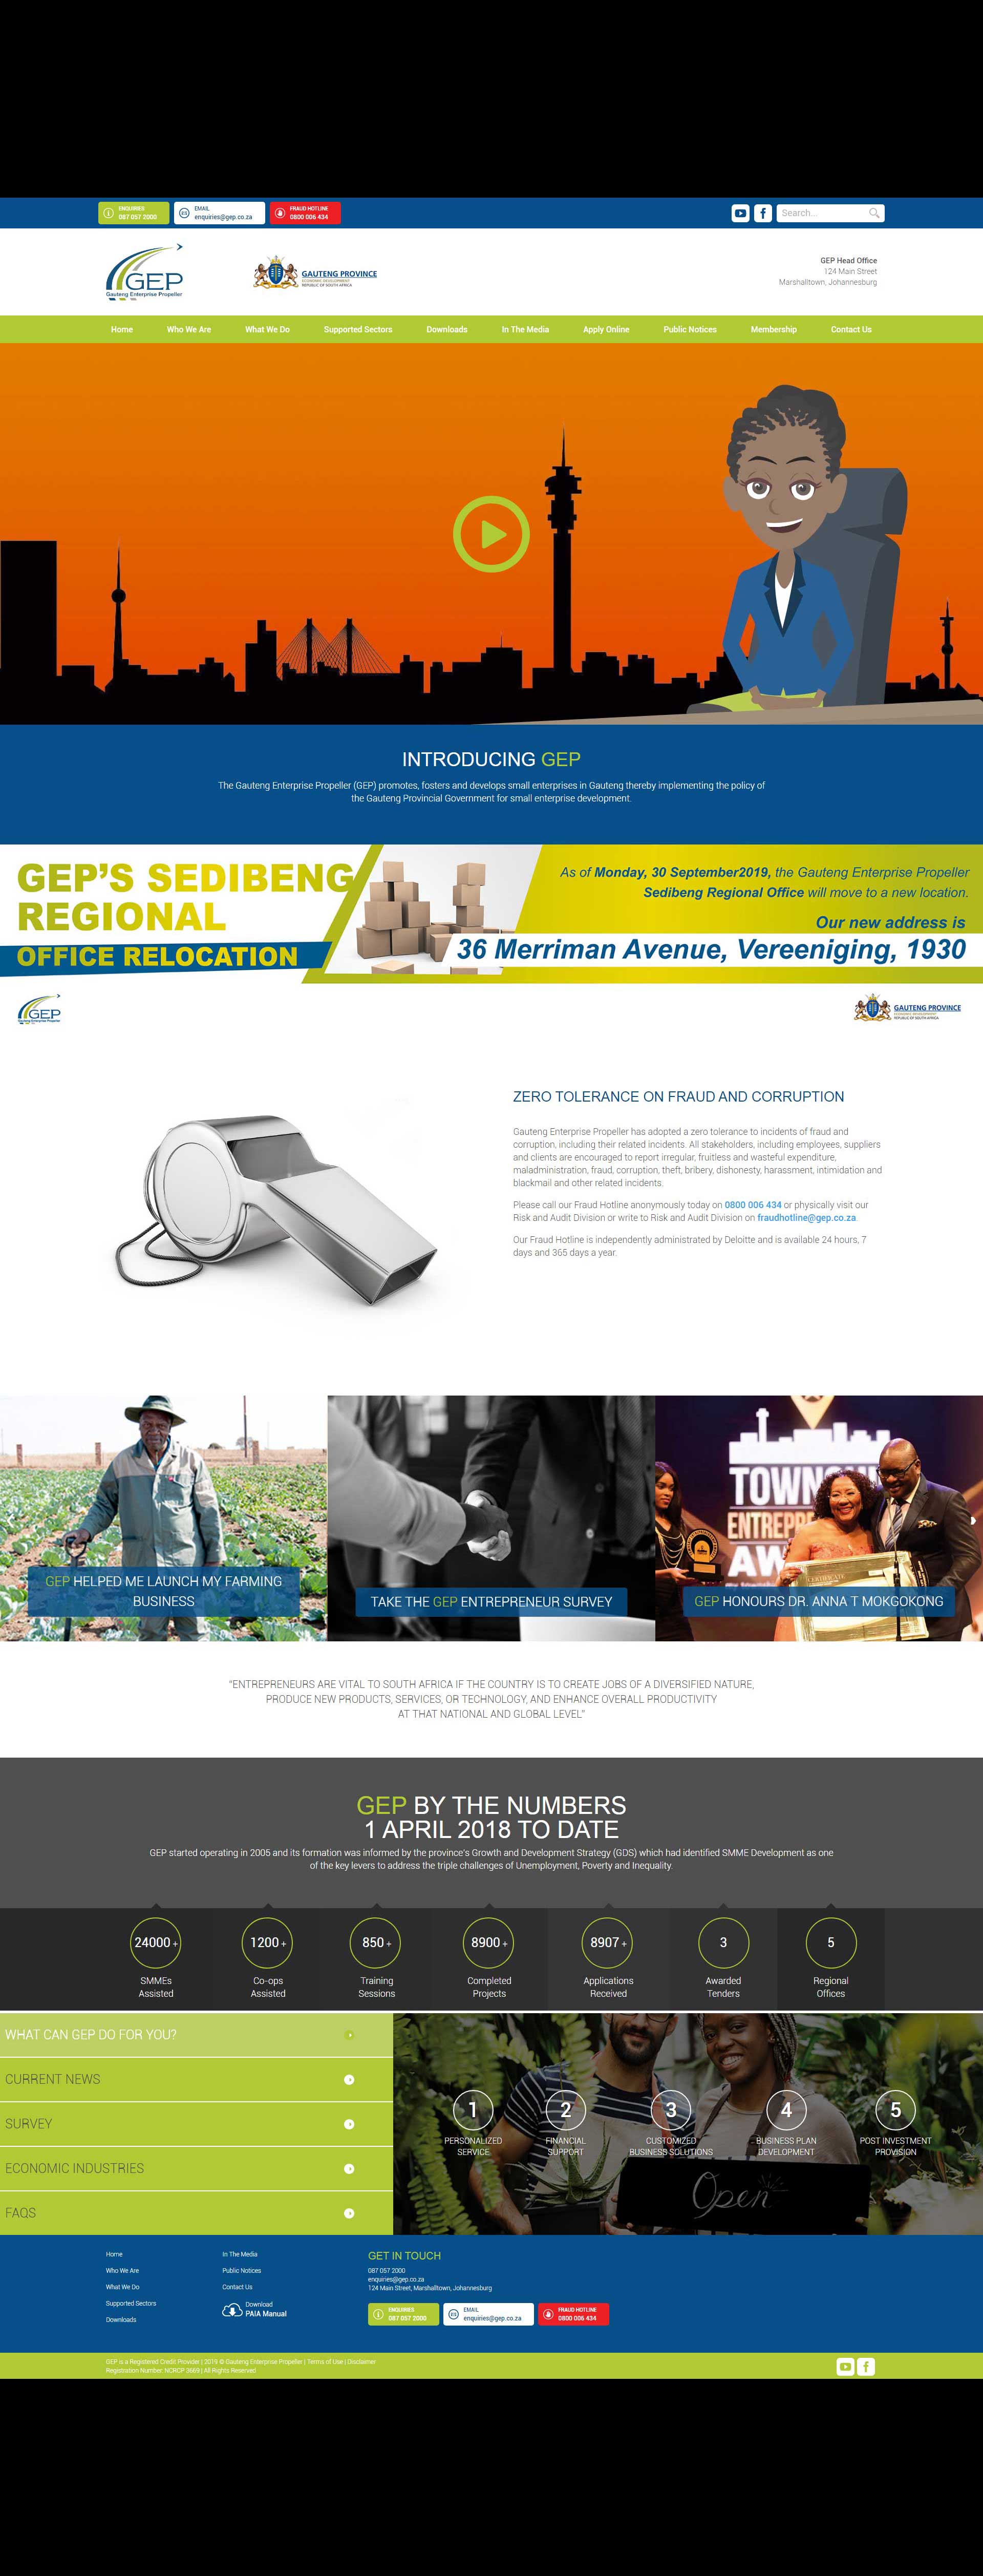 ENQUIRIES
087 057 2000
EMAIL
enquiries@gep.co.za
FRAUD HOTLINE
0800 006 434
Search...
GEP
Gauteng Enterprise Propeller
GAUTENG PROVINCE
ECONOMIC DEVELOPMENT
REPUBLIC OF SOUTH AFRICA
GEP Head Office
124 Main Street
Marshalltown, Johannesburg
Home Who We Are What We Do Supported Sectors Downloads In The Media Apply Online Public Notices Membership Contact Us
INTRODUCING GEP
The Gauteng Enterprise Propeller (GEP) promotes, fosters and develops small enterprises in Gauteng thereby implementing the policy of
the Gauteng Provincial Government for small enterprise development.
GEP'S SEDIBENG
REGIONAL
OFFICE RELOCATION
As of Monday, 30 September2019, the Gauteng Enterprise Propeller
Sedibeng Regional Office will move to a new location.
Our new address is
36 Merriman Avenue, Vereeniging, 1930
GEP
Gauteng Enterprise Propeller
GAUTENG PROVINCE
ECONOMIC DEVELOPMENT
REPUBLIC OF SOUTH AFRICA
ZERO TOLERANCE ON FRAUD AND CORRUPTION
Gauteng Enterprise Propeller has adopted a zero tolerance to incidents of fraud and
corruption, including their related incidents. All stakeholders, including employees, suppliers
and clients are encouraged to report irregular, fruitless and wasteful expenditure,
maladministration, fraud, corruption, theft, bribery, dishonesty, harassment, intimidation and
blackmail and other related incidents.
Please call our Fraud Hotline anonymously today on 0800 006 434 or physically visit our
Risk and Audit Division or write to Risk and Audit Division on fraudhotline@gep.co.za.
Our Fraud Hotline is independently administrated by Deloitte and is available 24 hours, 7
days and 365 days a year.
GEP HELPED ME LAUNCH MY FARMING
BUSINESS
TAKE THE GEP ENTREPRENEUR SURVEY
TOWNSHIP
ENTREPRE
AW
CERTIFICATE
GEP HONOURS DR. ANNA T MOKGOKONG
"ENTREPRENEURS ARE VITAL TO SOUTH AFRICA IF THE COUNTRY IS TO CREATE JOBS OF A DIVERSIFIED NATURE,
PRODUCE NEW PRODUCTS, SERVICES, OR TECHNOLOGY, AND ENHANCE OVERALL PRODUCTIVITY
AT THAT NATIONAL AND GLOBAL LEVEL"
GEP BY THE NUMBERS
1 APRIL 2018 TO DATE
GEP started operating in 2005 and its formation was informed by the province's Growth and Development Strategy (GDS) which had identified SMME Development as one
of the key levers to address the triple challenges of Unemployment, Poverty and Inequality.
24000 +
SMMEs
Assisted
1200 +
Co-ops
Assisted
850 +
Training
Sessions
8900 +
Completed
Projects
8907 +
Applications
Received
3
Awarded
Tenders
5
Regional
Offices
WHAT CAN GEP DO FOR YOU?
CURRENT NEWS
SURVEY
ECONOMIC INDUSTRIES
FAQS
1
PERSONALIZED
SERVICE
2
FINANCIAL
SUPPORT
3
CUSTOMIZED
BUSINESS SOLUTIONS
4
BUSINESS PLAN
DEVELOPMENT
5
POST INVESTMENT
PROVISION
Open
Home
Who We Are
What We Do
Supported Sectors
Downloads
In The Media
Public Notices
Contact Us
Download
PAIA Manual
GET IN TOUCH
087 057 2000
enquiries@gep.co.za
124 Main Street, Marshalltown, Johannesburg
ENQUIRIES
087 057 2000
EMAIL
enquiries@gep.co.za
FRAUD HOTLINE
0800 006 434
GEP is a Registered Credit Provider | 2019 © Gauteng Enterprise Propeller | Terms of Use | Disclaimer
Registration Number: NCRCP 3669 | All Rights Reserved